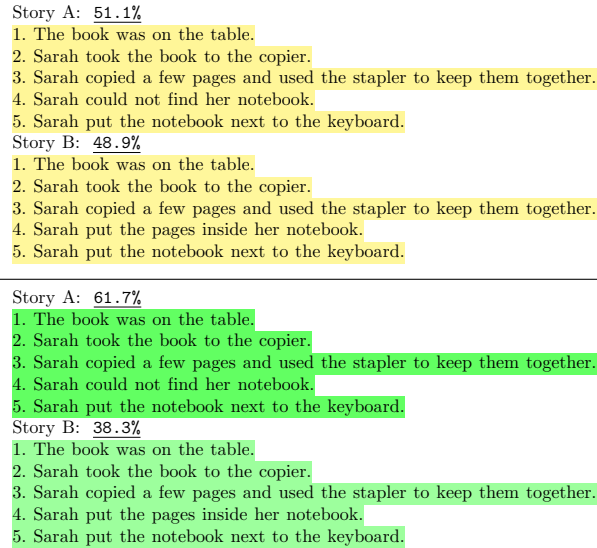 Story A: 51.1%
1. The book was on the table.
2. Sarah took the book to the copier.
3. Sarah copied a few pages and used the stapler to keep them together.
4. Sarah could not find her notebook.
5. Sarah put the notebook next to the keyboard.
Story B: 48.9%
1. The book was on the table.
2. Sarah took the book to the copier.
3. Sarah copied a few pages and used the stapler to keep them together.
4. Sarah put the pages inside her notebook.
5. Sarah put the notebook next to the keyboard.
Story A: 61.7%
1. The book was on the table.
2. Sarah took the book to the copier.
3. Sarah copied a few pages and used the stapler to keep them together.
4. Sarah could not find her notebook.
5. Sarah put the notebook next to the keyboard.
Story B: 38.3%
1. The book was on the table.
2. Sarah took the book to the copier.
3. Sarah copied a few pages and used the stapler to keep them together.
4. Sarah put the pages inside her notebook.
5. Sarah put the notebook next to the keyboard.